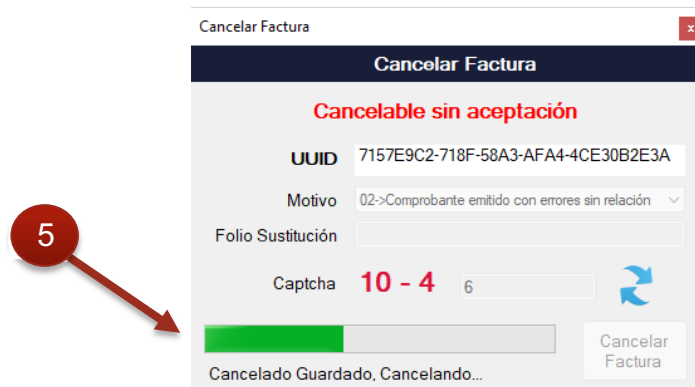 Cancelar Factura
x
Cancelar Factura
Cancelable sin aceptación
UUID 7157E9C2-718F-58A3-AFA4-4CE30B2E3A
Motivo 02->Comprobante emitido con errores sin relación
Folio Sustitución
5
Captcha 10 - 4 6
Cancelar
Factura
Cancelado Guardado, Cancelando...